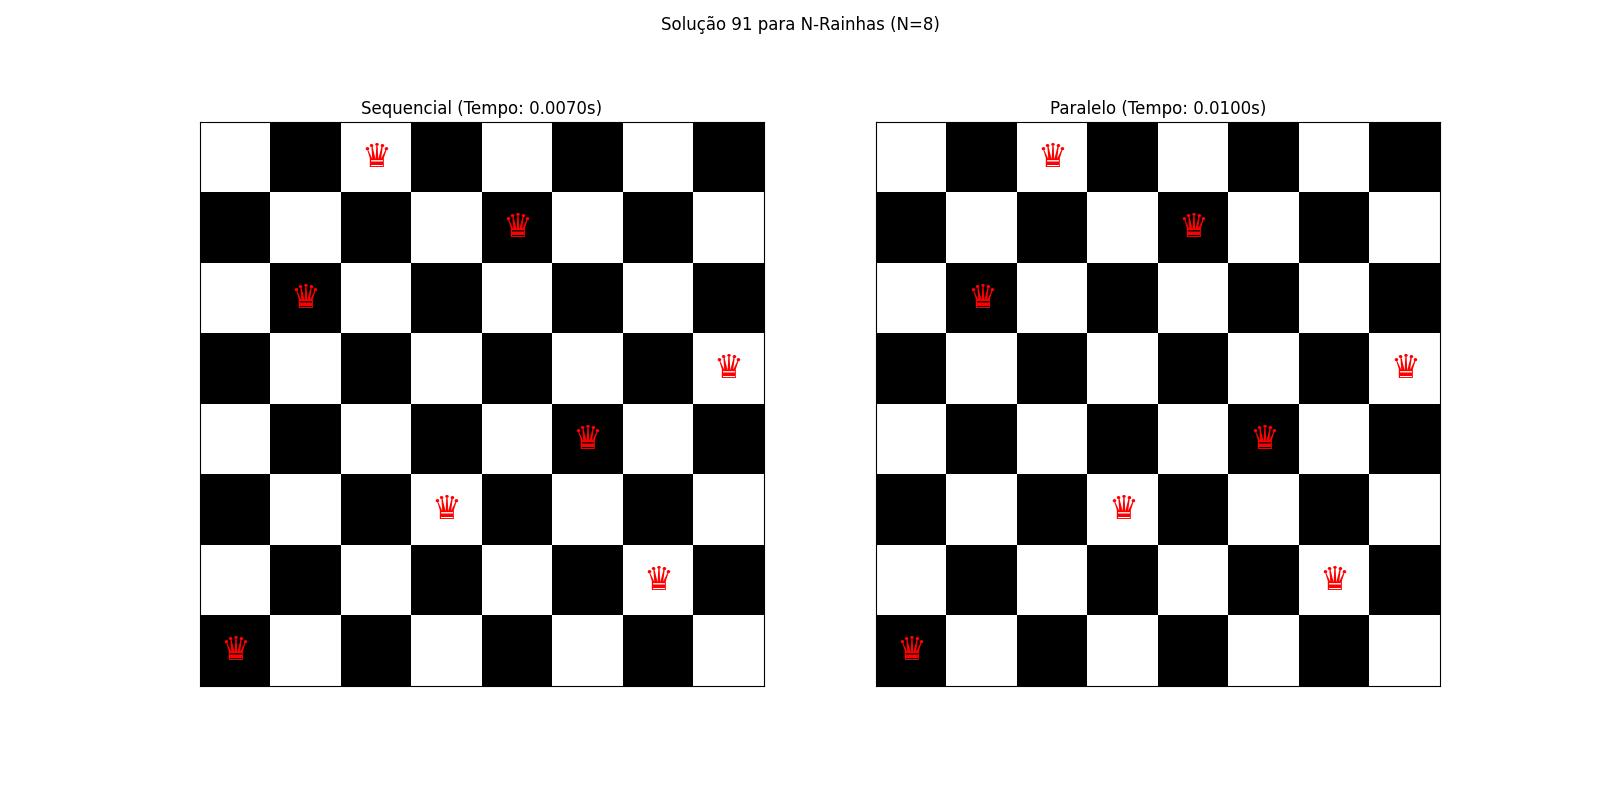 Solução 91 para N-Rainhas (N=8)
Sequencial (Tempo: 0.0070s)
Paralelo (Tempo: 0.0100s)